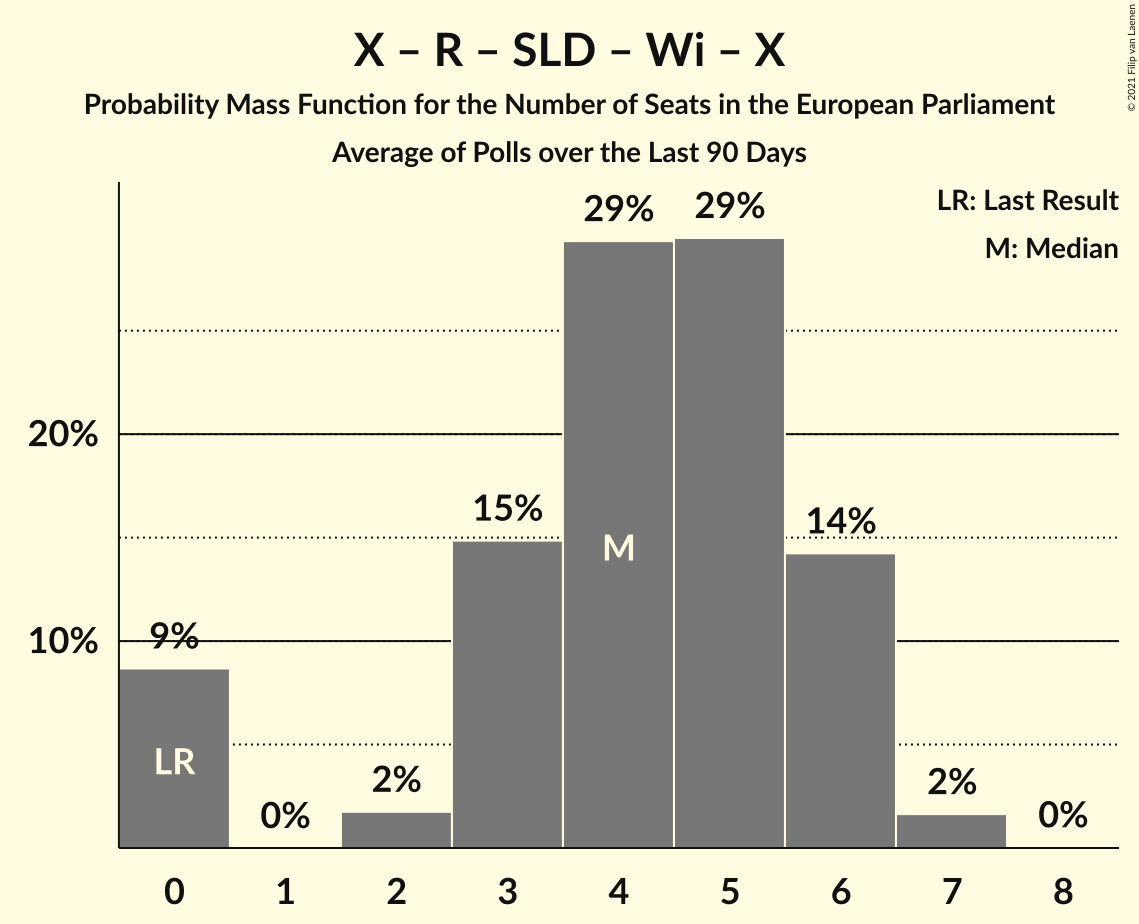 X – R – SLD – Wi – X
Probability Mass Function for the Number of Seats in the European Parliament
Average of Polls over the Last 90 Days
© 2021 Filip van Laenen
LR: Last Result
M: Median
29%
29%
20%
15%
14%
M
10%
9%
LR
2%
2%
0%
0%
0 1 2 3 4 5 6 7 8